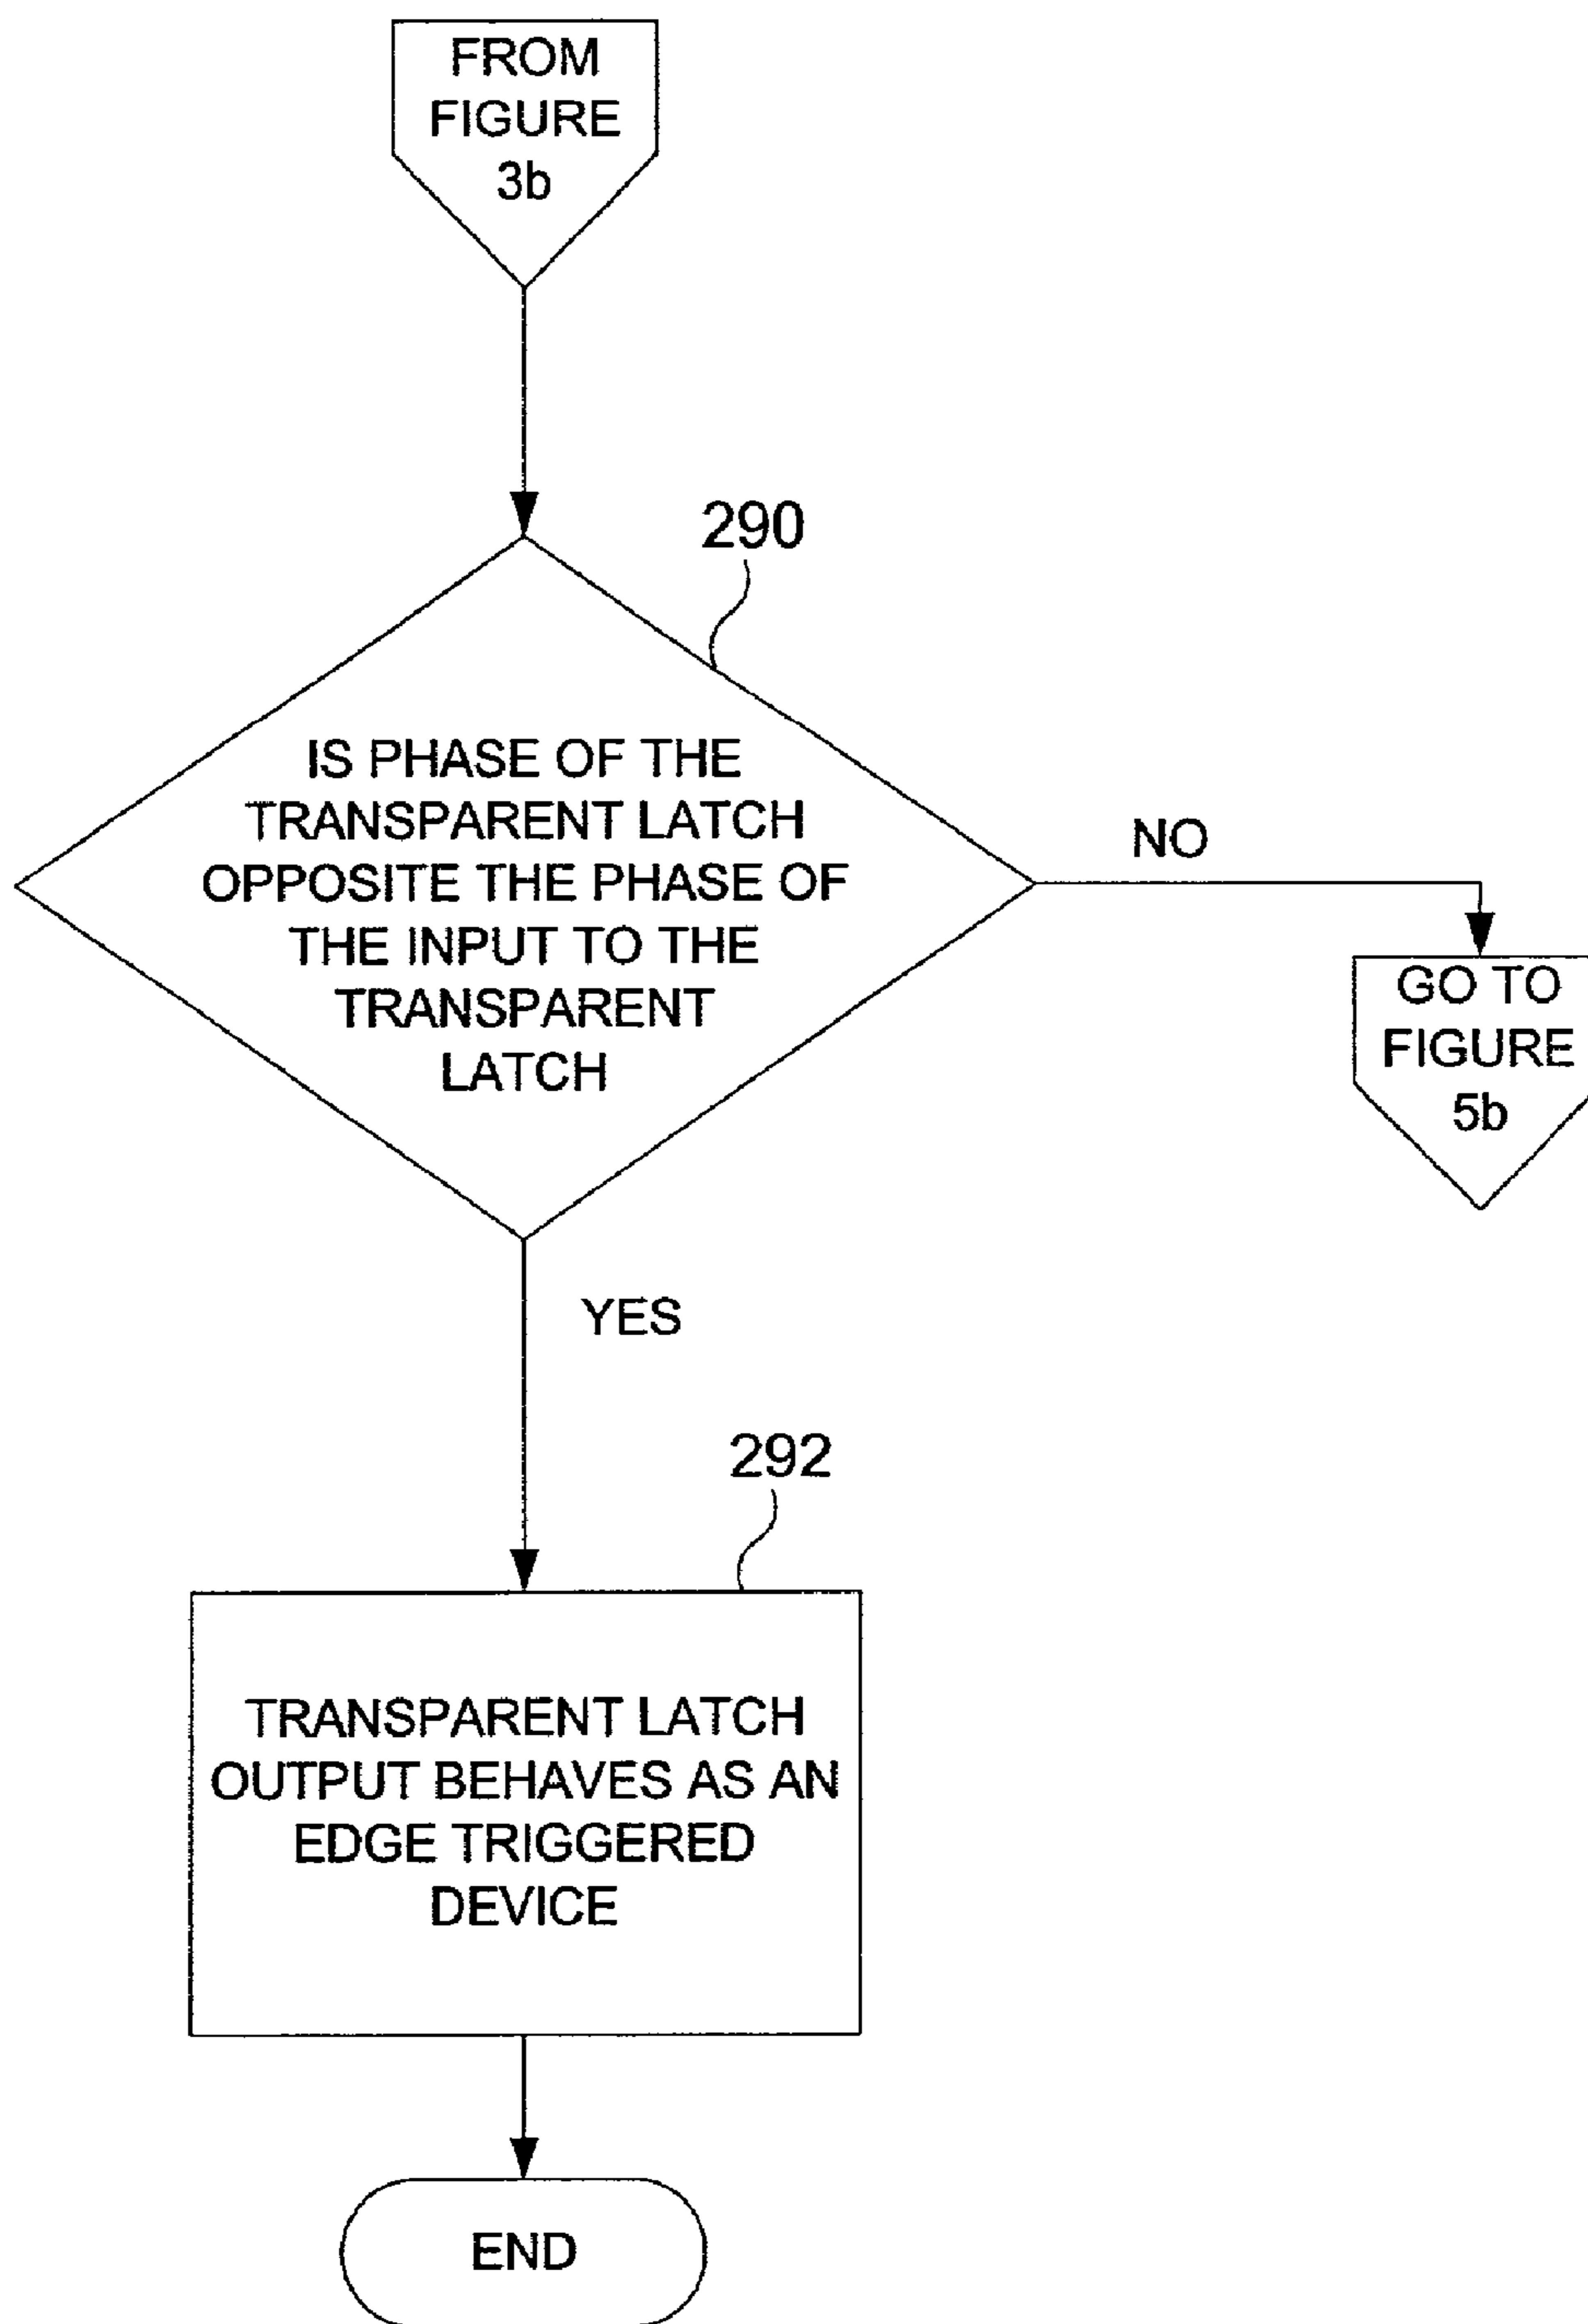 FROM
FIGURE
3b
290
IS PHASE OF THE
TRANSPARENT LATCH
OPPOSITE THE PHASE OF
THE INPUT TO THE
TRANSPARENT
LATCH
NO
GO TO
FIGURE
5b
YES
292
TRANSPARENT LATCH
OUTPUT BEHAVES AS AN
EDGE TRIGGERED
DEVICE
END